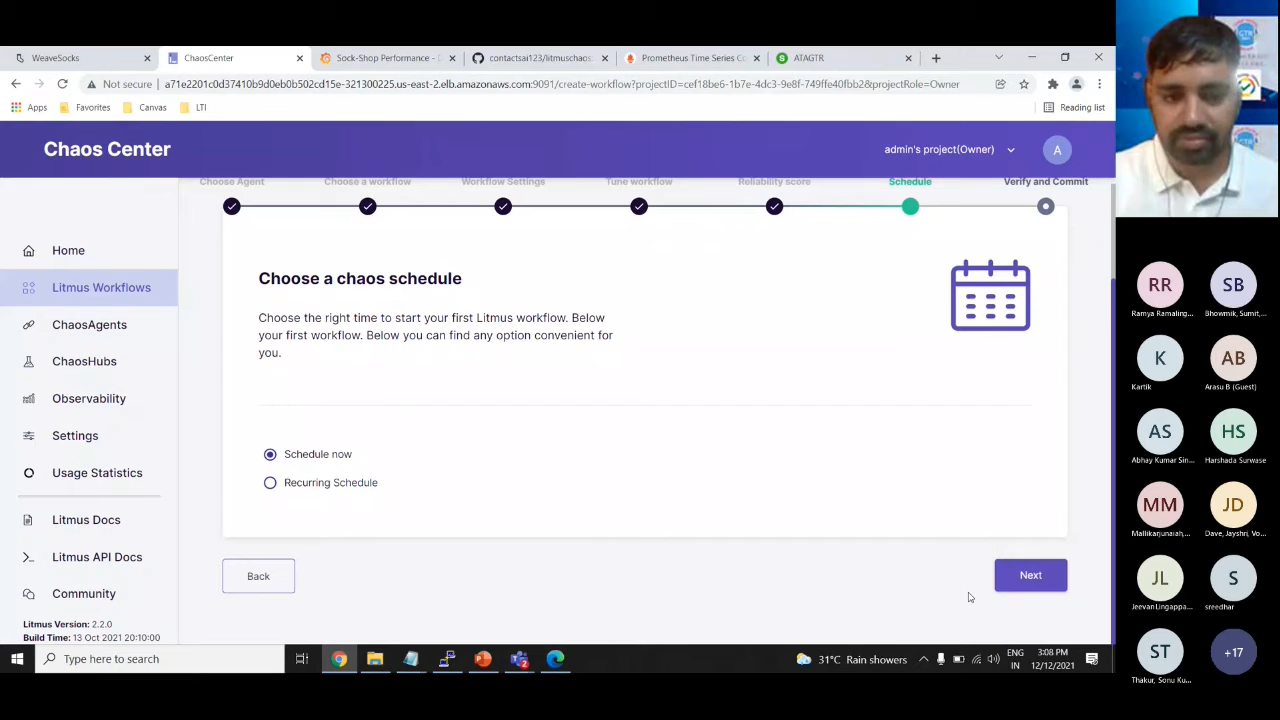 WeaveSocks
ChaosCenter
Sock-Shop Performance - D
contactsai123/litmuschaos
Prometheus Time Series Co
ATAGTR
Not secure
a71e2201c0d37410b9d0eb0b502cd15e-321300225.us-east-2.elb.amazonaws.com:9091/create-workflow?projectID=cef18be6-1b7e-4dc3-9e8f-749ffe40fbb2&projectRole=Owner
Apps
Favorites
Canvas
LTI
Reading list
Chaos Center
admin's project(Owner)
A
Choose Agent
Choose a workflow
Workflow Settings
Tune workflow
Reliability score
Schedule
Verify and Commit
Home
Litmus Workflows
ChaosAgents
ChaosHubs
Observability
Settings
Usage Statistics
Litmus Docs
Litmus API Docs
Community
Litmus Version: 2.2.0
Build Time: 13 Oct 2021 20:10:00
Choose a chaos schedule
Choose the right time to start your first Litmus workflow. Below
your first workflow. Below you can find any option convenient for
you.
Schedule now
Recurring Schedule
Back
Next
RR
Ramya Ramaling...
SB
Bhowmik, Sumit,...
K
Kartik
AB
Arasu B (Guest)
AS
Abhay Kumar Sin...
HS
Harshada Surwase
MM
Mallikarjunaiah,...
JD
Dave, Jayshri, Vo...
JL
Jeevan Lingappa...
S
sreedhar
ST
Thakur, Sonu Ku...
+17
Type here to search
31°C Rain showers
ENG
IN
3:08 PM
12/12/2021